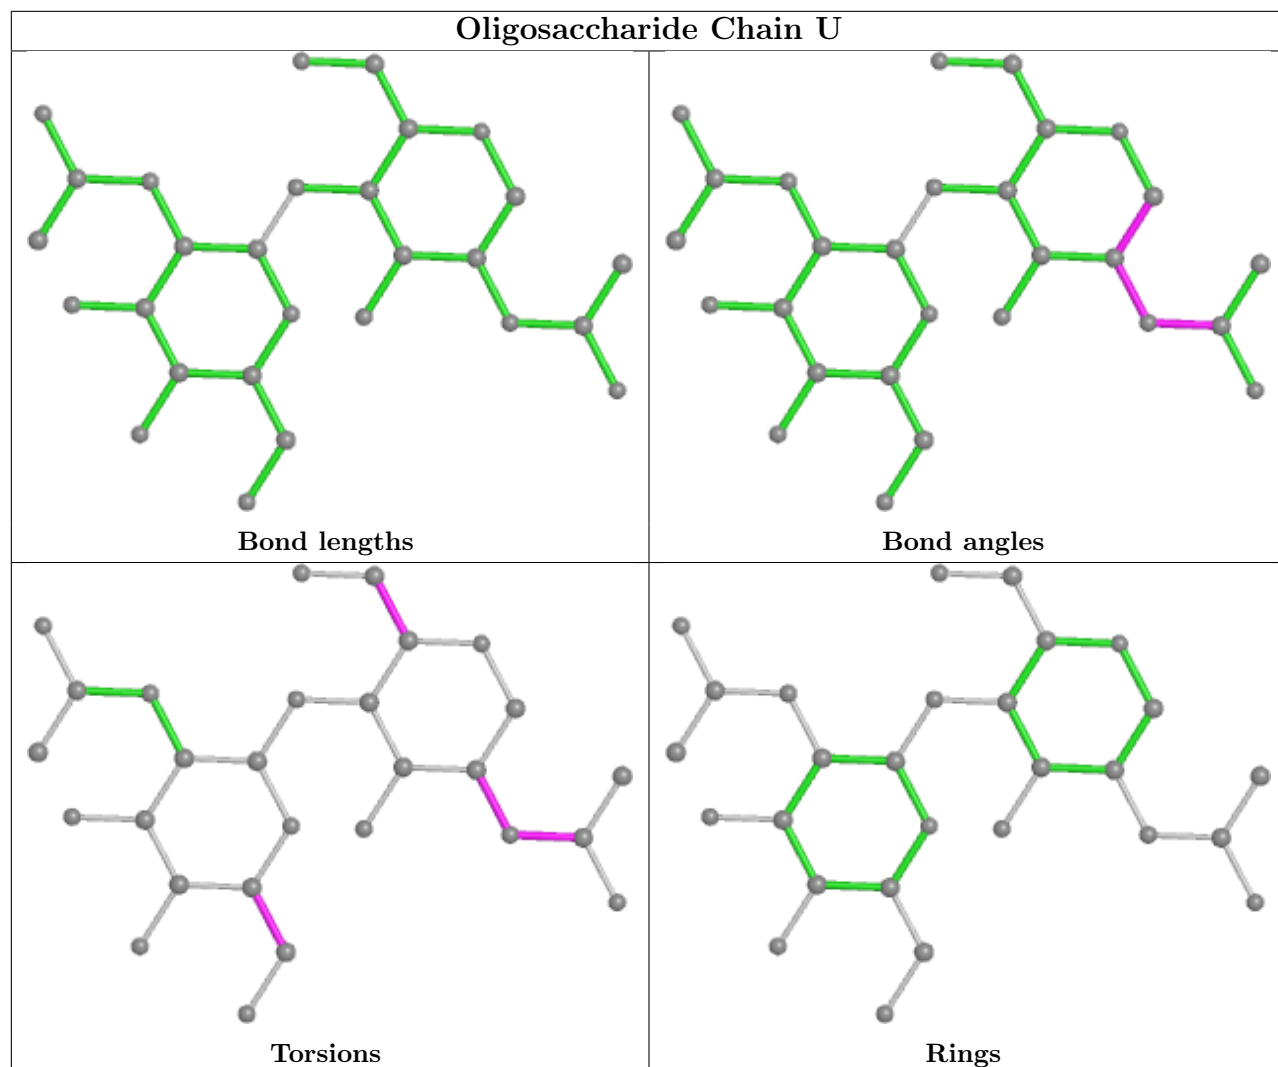 Oligosaccharide Chain U
Bond lengths
Bond angles
Torsions
Rings